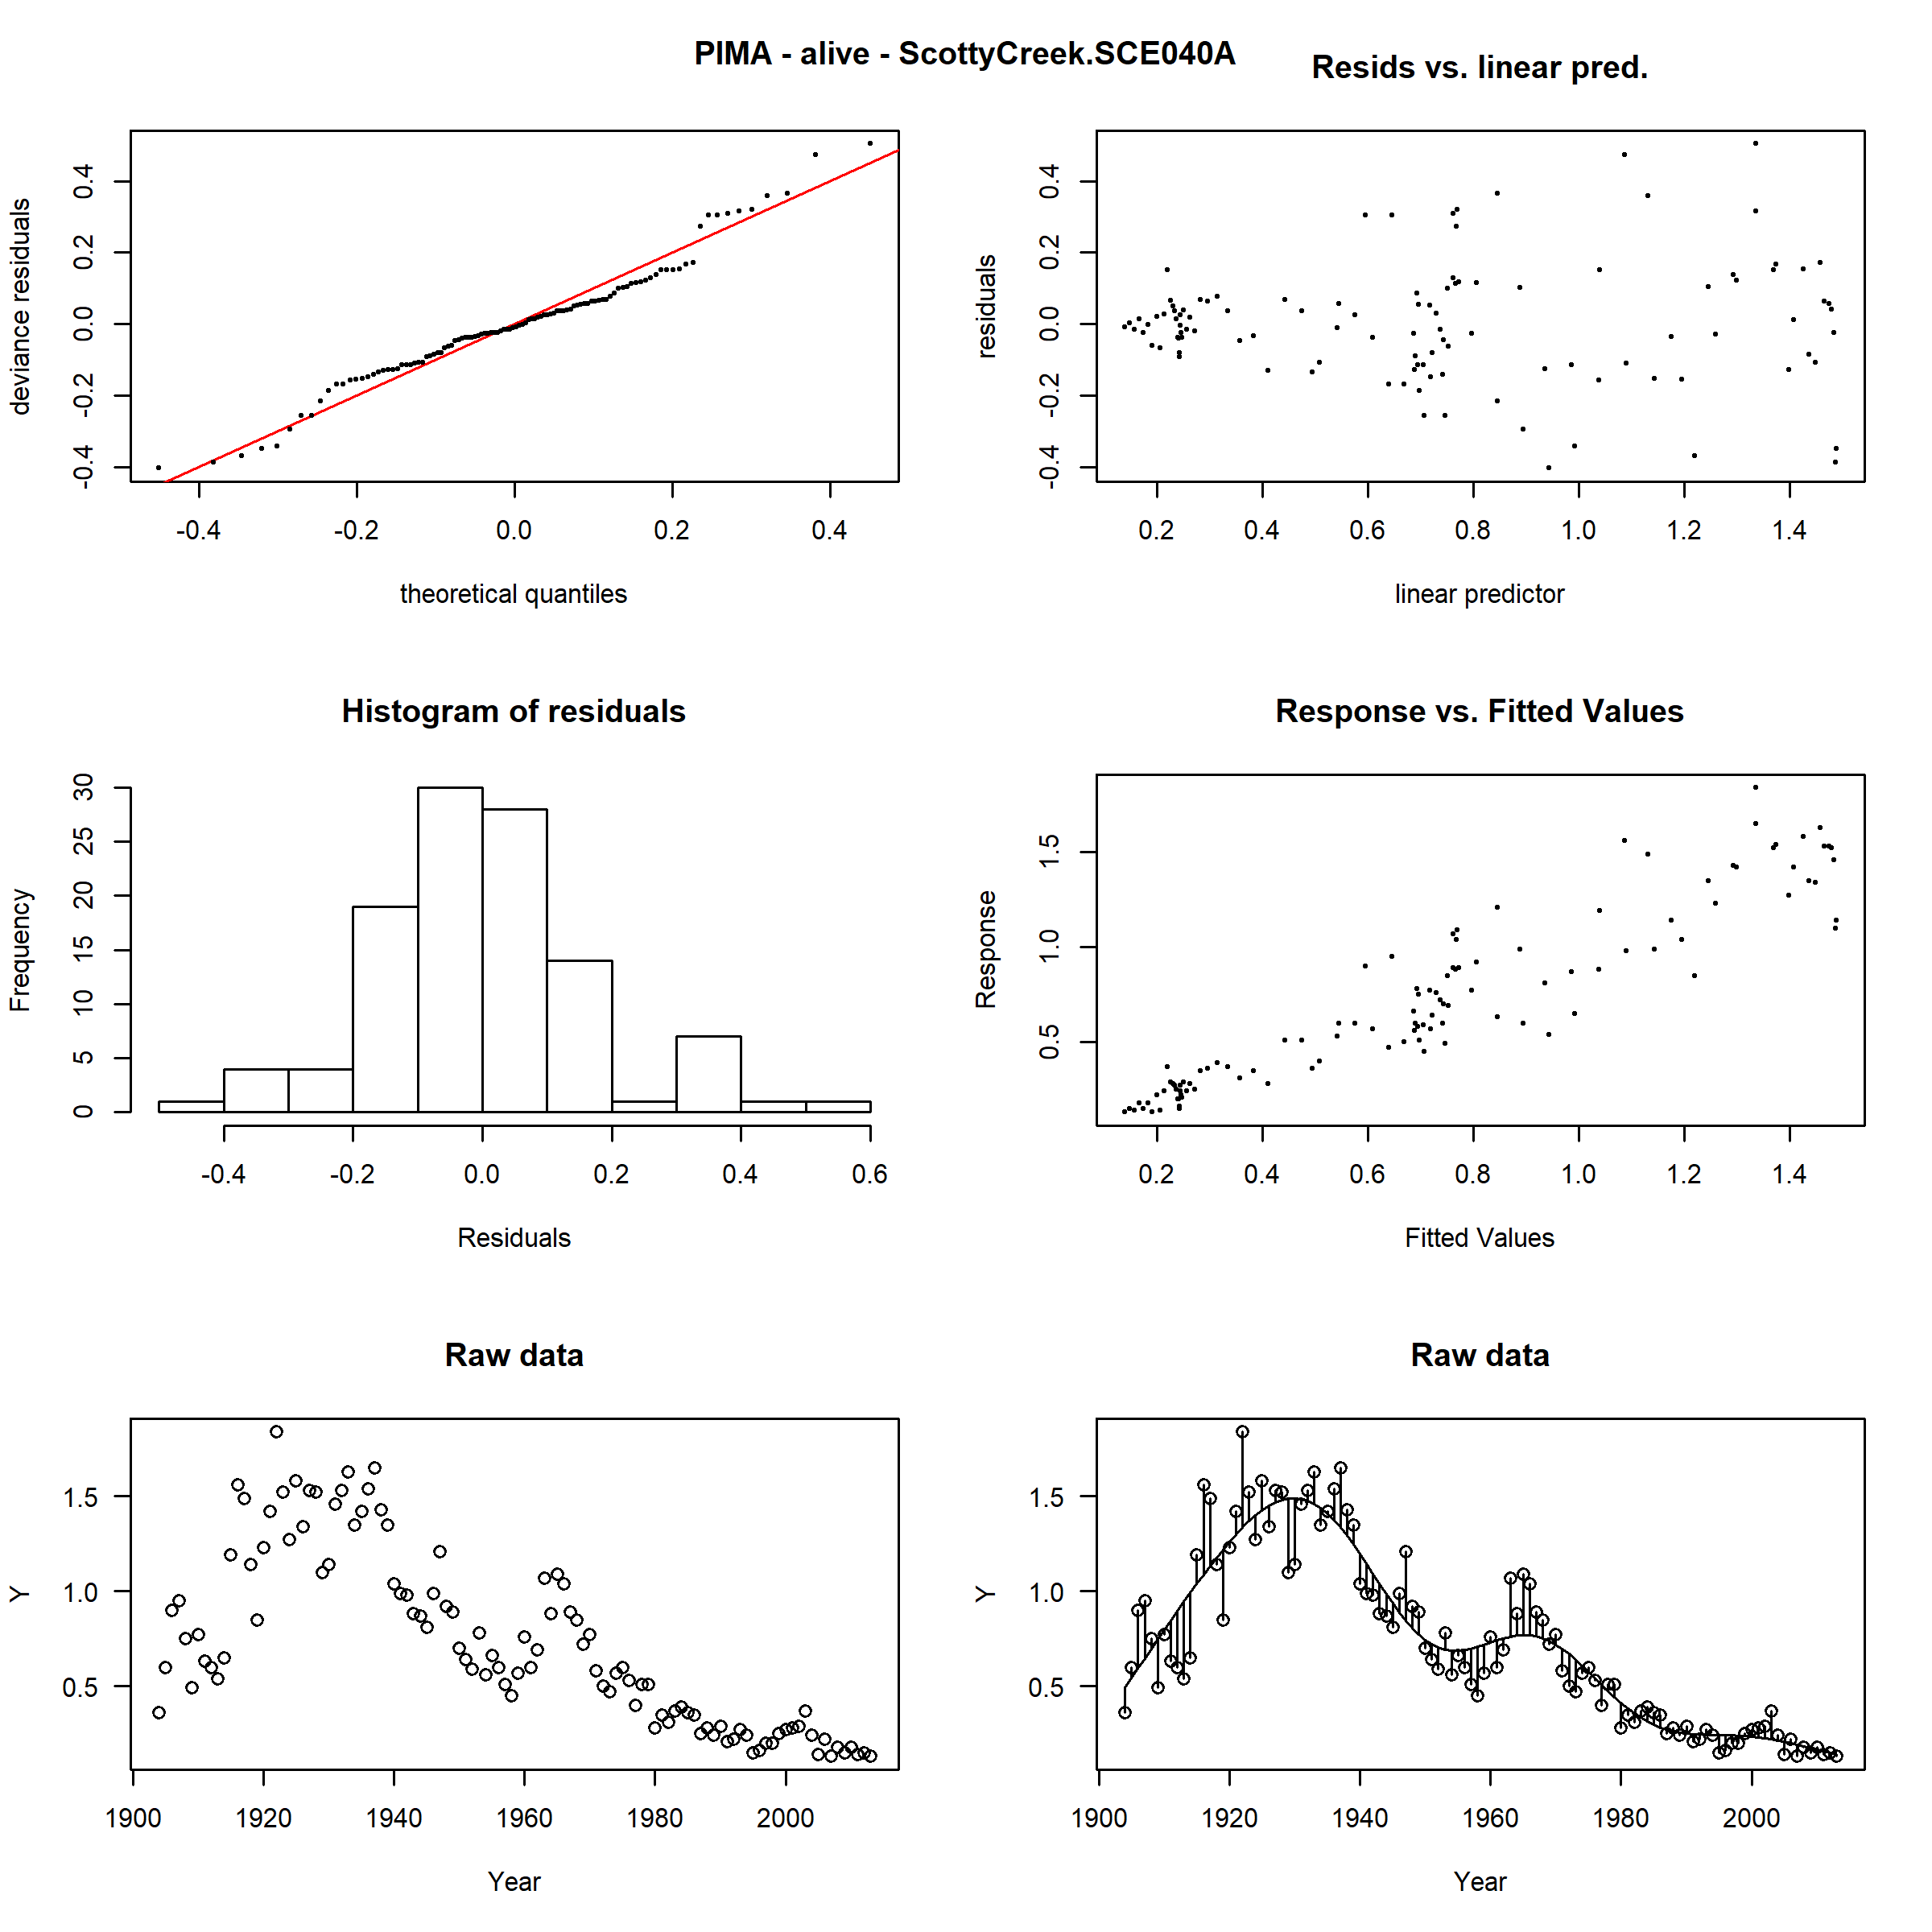 PIMA - alive - ScottyCreek.SCE040A
Resids vs. linear pred.
deviance residuals
-0.4 -0.2 0.0 0.2 0.4
-0.4 -0.2 0.0 0.2 0.4
theoretical quantiles
residuals
-0.4 -0.2 0.0 0.2 0.4
0.2 0.4 0.6 0.8 1.0 1.2 1.4
linear predictor
Histogram of residuals
Frequency
0 5 10 15 20 25 30
-0.4 -0.2 0.0 0.2 0.4 0.6
Residuals
Response vs. Fitted Values
Response
0.5 1.0 1.5
0.2 0.4 0.6 0.8 1.0 1.2 1.4
Fitted Values
Raw data
Y
1.5
1.0
0.5
1900 1920 1940 1960 1980 2000
Year
Raw data
Y
1.5
1.0
0.5
1900 1920 1940 1960 1980 2000
Year